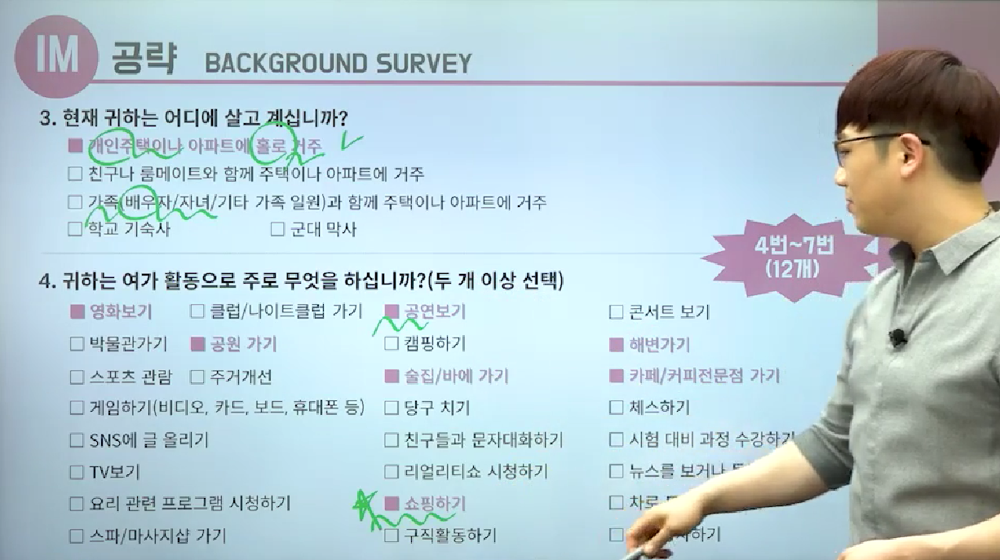 IM 공략 BACKGROUND SURVEY
3. 현재 귀하는 어디에 살고 계십니까?
■ 개인주택이나 아파트에 홀로 거주
□ 친구나 룸메이트와 함께 주택이나 아파트에 거주
□ 가족(배우자/자녀/기타 가족 일원)과 함께 주택이나 아파트에 거주
□ 학교 기숙사 □ 군대 막사
4번~7번
(12개)
4. 귀하는 여가 활동으로 주로 무엇을 하십니까?(두 개 이상 선택)
■ 영화보기 □ 클럽/나이트클럽 가기 ■ 공연보기 □ 콘서트 보기
□ 박물관가기 ■ 공원 가기 □ 캠핑하기 ■ 해변가기
□ 스포츠 관람 □ 주거개선 ■ 술집/바에 가기 ■ 카페/커피전문점 가기
□ 게임하기(비디오, 카드, 보드, 휴대폰 등) □ 당구 치기 □ 체스하기
□ SNS에 글 올리기 □ 친구들과 문자대화하기 □ 시험 대비 과정 수강하기
□ TV보기 □ 리얼리티쇼 시청하기 □ 뉴스를 보거나
□ 요리 관련 프로그램 시청하기 ■ 쇼핑하기 □ 차로
□ 스파/마사지샵 가기 □ 구직활동하기 □